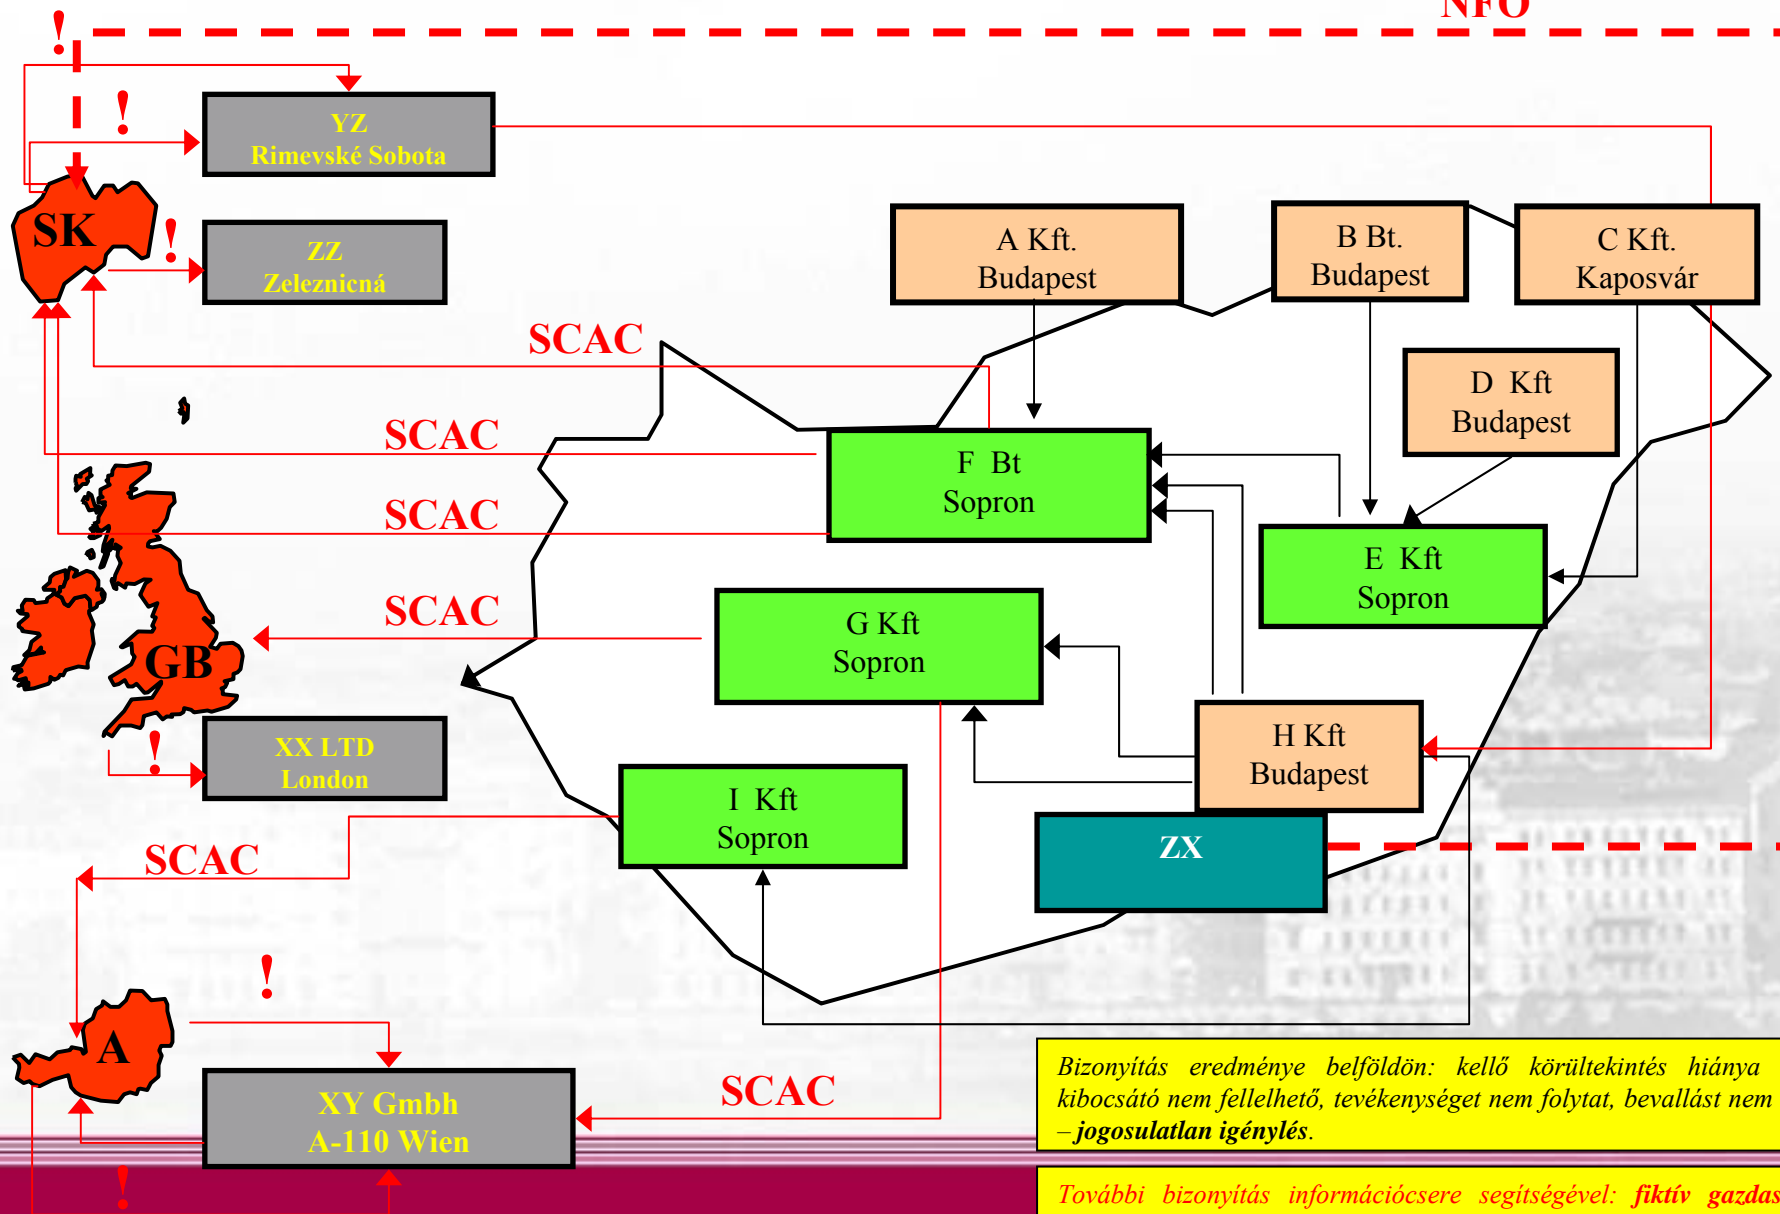 NFO
!
!
YZ
Rimevské Sobota
SK
!
ZZ
Zeleznicná
A Kft.
Budapest
B Bt.
Budapest
C Kft.
Kaposvár
SCAC
D Kft
Budapest
SCAC
F Bt
Sopron
SCAC
E Kft
Sopron
SCAC
G Kft
Sopron
GB
!
XX LTD
London
H Kft
Budapest
I Kft
Sopron
ZX
SCAC
!
A
XY Gmbh
A-110 Wien
SCAC
!
Bizonyítás eredménye belföldön: kellő körültekintés hiánya
kibocsátó nem fellelhető, tevékenységet nem folytat, bevallást nem
– jogosulatlan igénylés.
További bizonyítás információcsere segítségével: fiktív gazdas